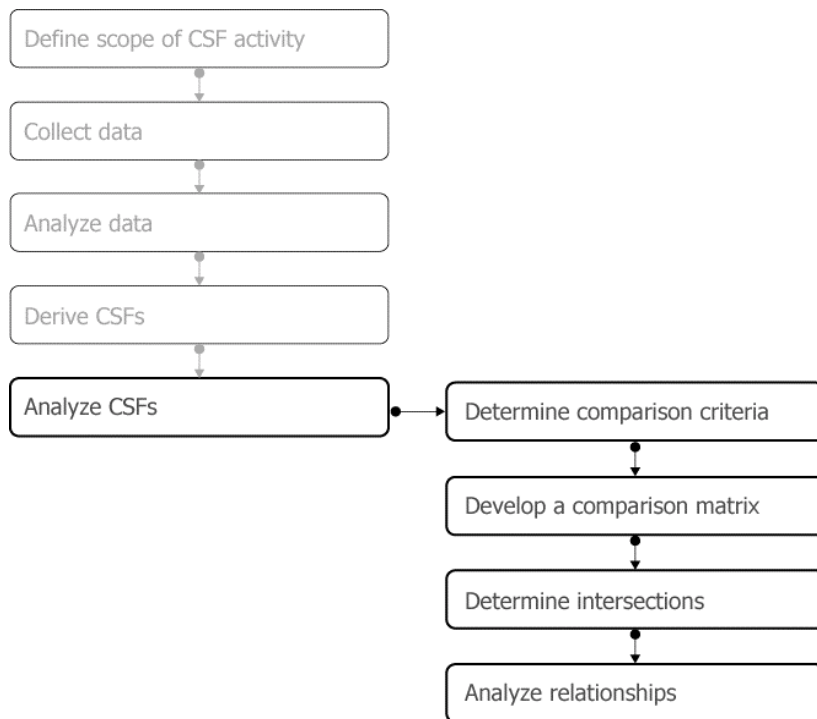 Define scope of CSF activity
Collect data
Analyze data
Derive CSFs
Analyze CSFs
Determine comparison criteria
Develop a comparison matrix
Determine intersections
Analyze relationships